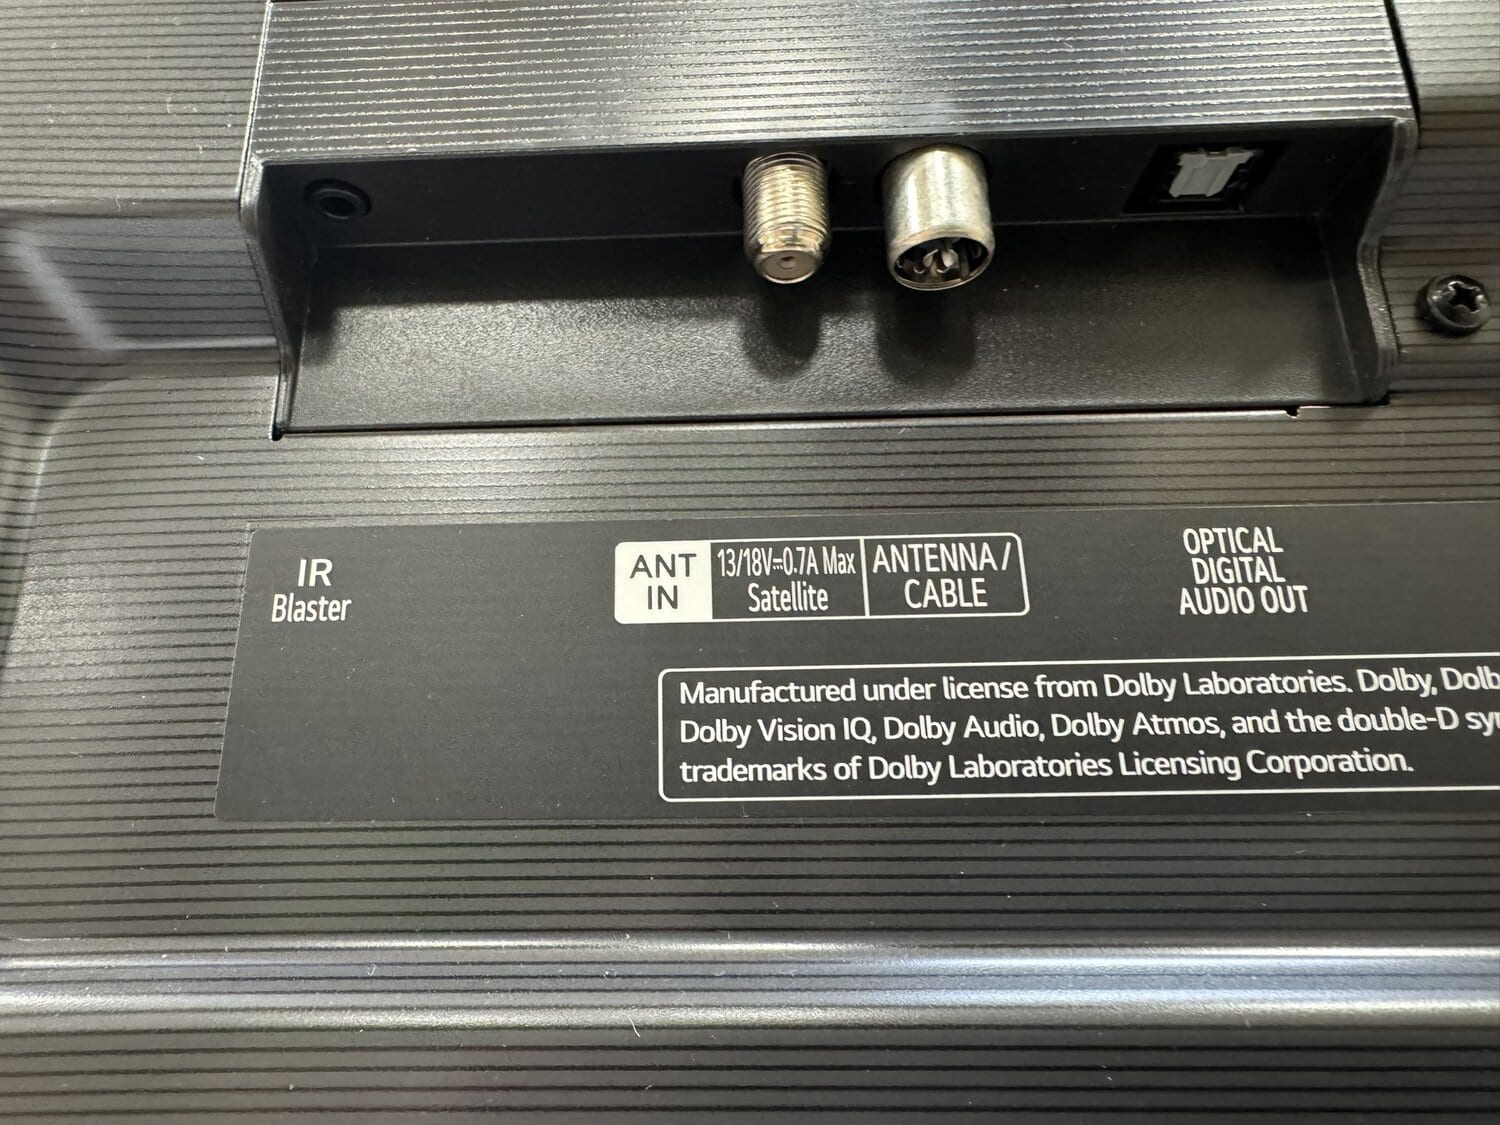 IR
Blaster
ANT
IN
13/18V⎓0.7A Max
Satellite
ANTENNA/
CABLE
OPTICAL
DIGITAL
AUDIO OUT
Manufactured under license from Dolby Laboratories. Dolby,
Dolby Vision IQ, Dolby Audio, Dolby Atmos, and the double-D
trademarks of Dolby Laboratories Licensing Corporation.